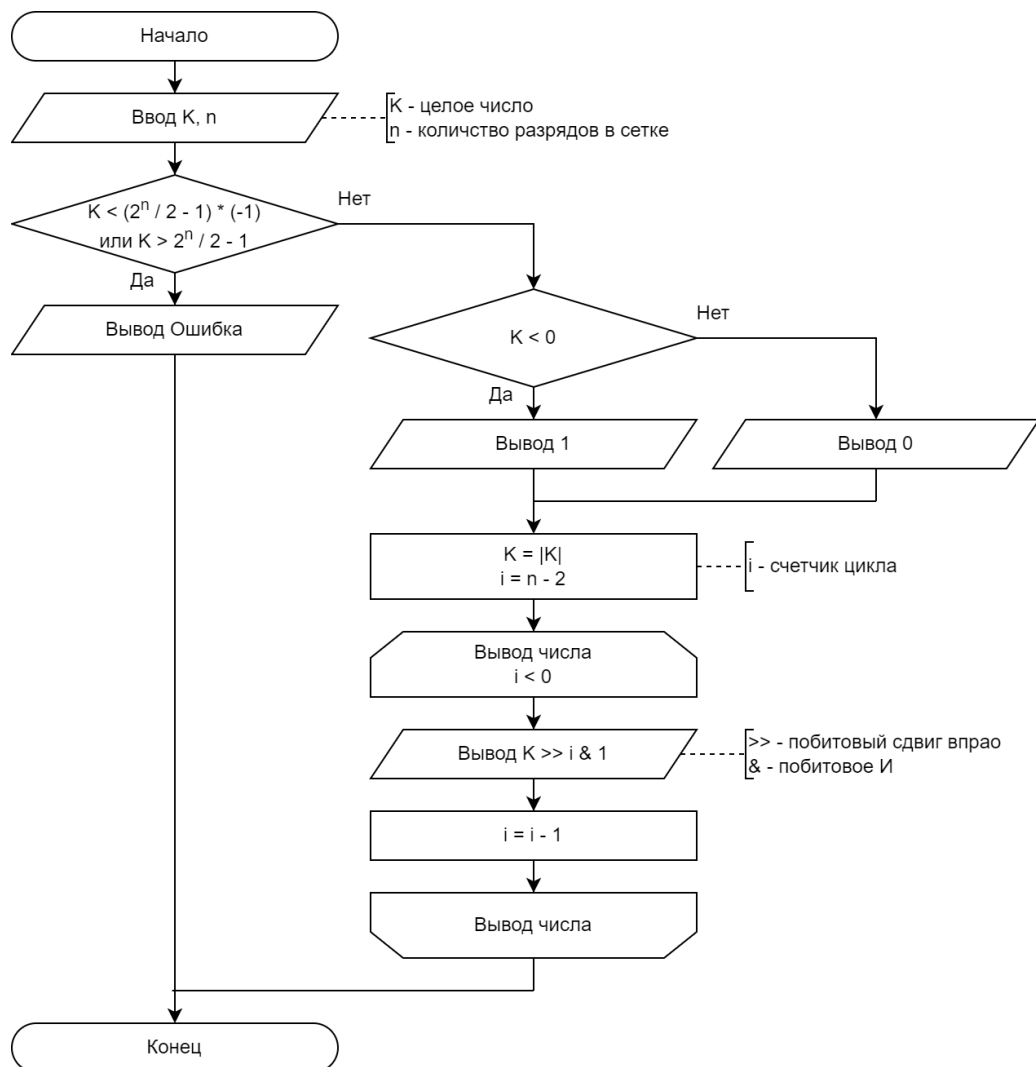 Начало
Ввод K, n
K - целое число
n - количство разрядов в сетке
K < (2^n / 2 - 1) * (-1)
или K > 2^n / 2 - 1
Нет
Да
Вывод Ошибка
K < 0
Нет
Да
Вывод 1
Вывод 0
K = |K|
i = n - 2
i - счетчик цикла
Вывод числа
i < 0
Вывод K >> i & 1
>> - побитовый сдвиг впрао
& - побитовое И
i = i - 1
Вывод числа
Конец